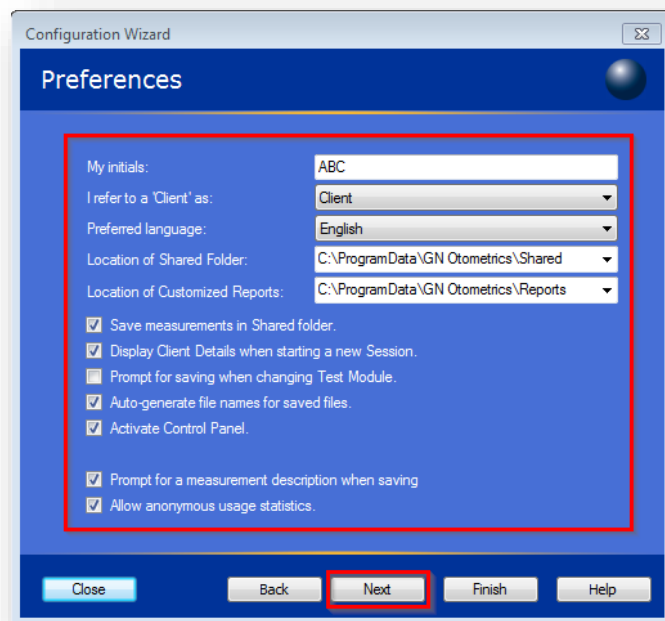 Configuration Wizard
Preferences
My initials: ABC
I refer to a 'Client' as: Client
Preferred language: English
Location of Shared Folder: C:\ProgramData\GN Otometrics\Shared
Location of Customized Reports: C:\ProgramData\GN Otometrics\Reports
Save measurements in Shared folder.
Display Client Details when starting a new Session.
Prompt for saving when changing Test Module.
Auto-generate file names for saved files.
Activate Control Panel.
Prompt for a measurement description when saving
Allow anonymous usage statistics.
Close Back Next Finish Help